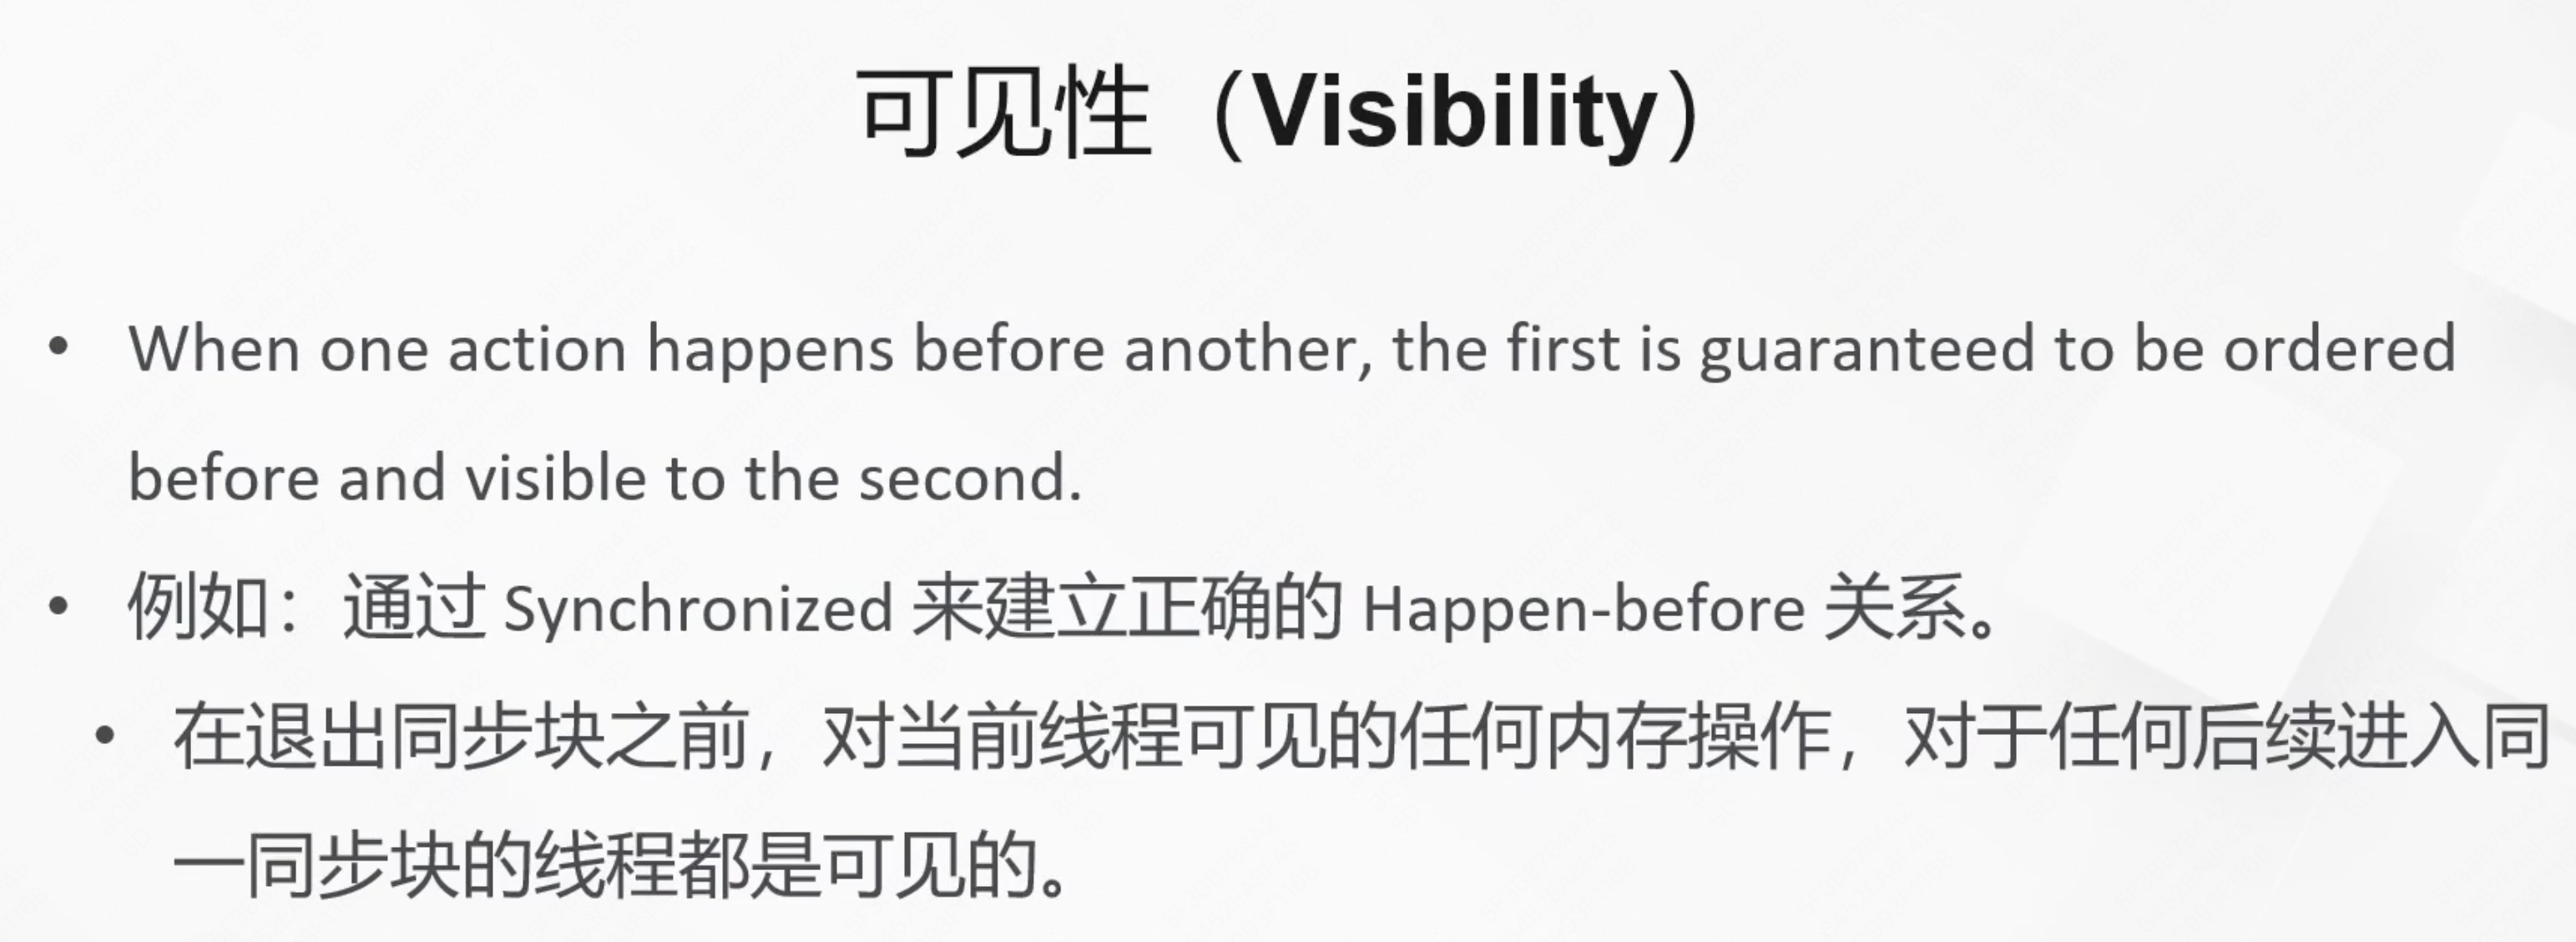 可见性（Visibility）
• When one action happens before another, the first is guaranteed to be ordered
before and visible to the second.
• 例如：通过 Synchronized 来建立正确的 Happen-before 关系。
• 在退出同步块之前，对当前线程可见的任何内存操作，对于任何后续进入同
一同步块的线程都是可见的。